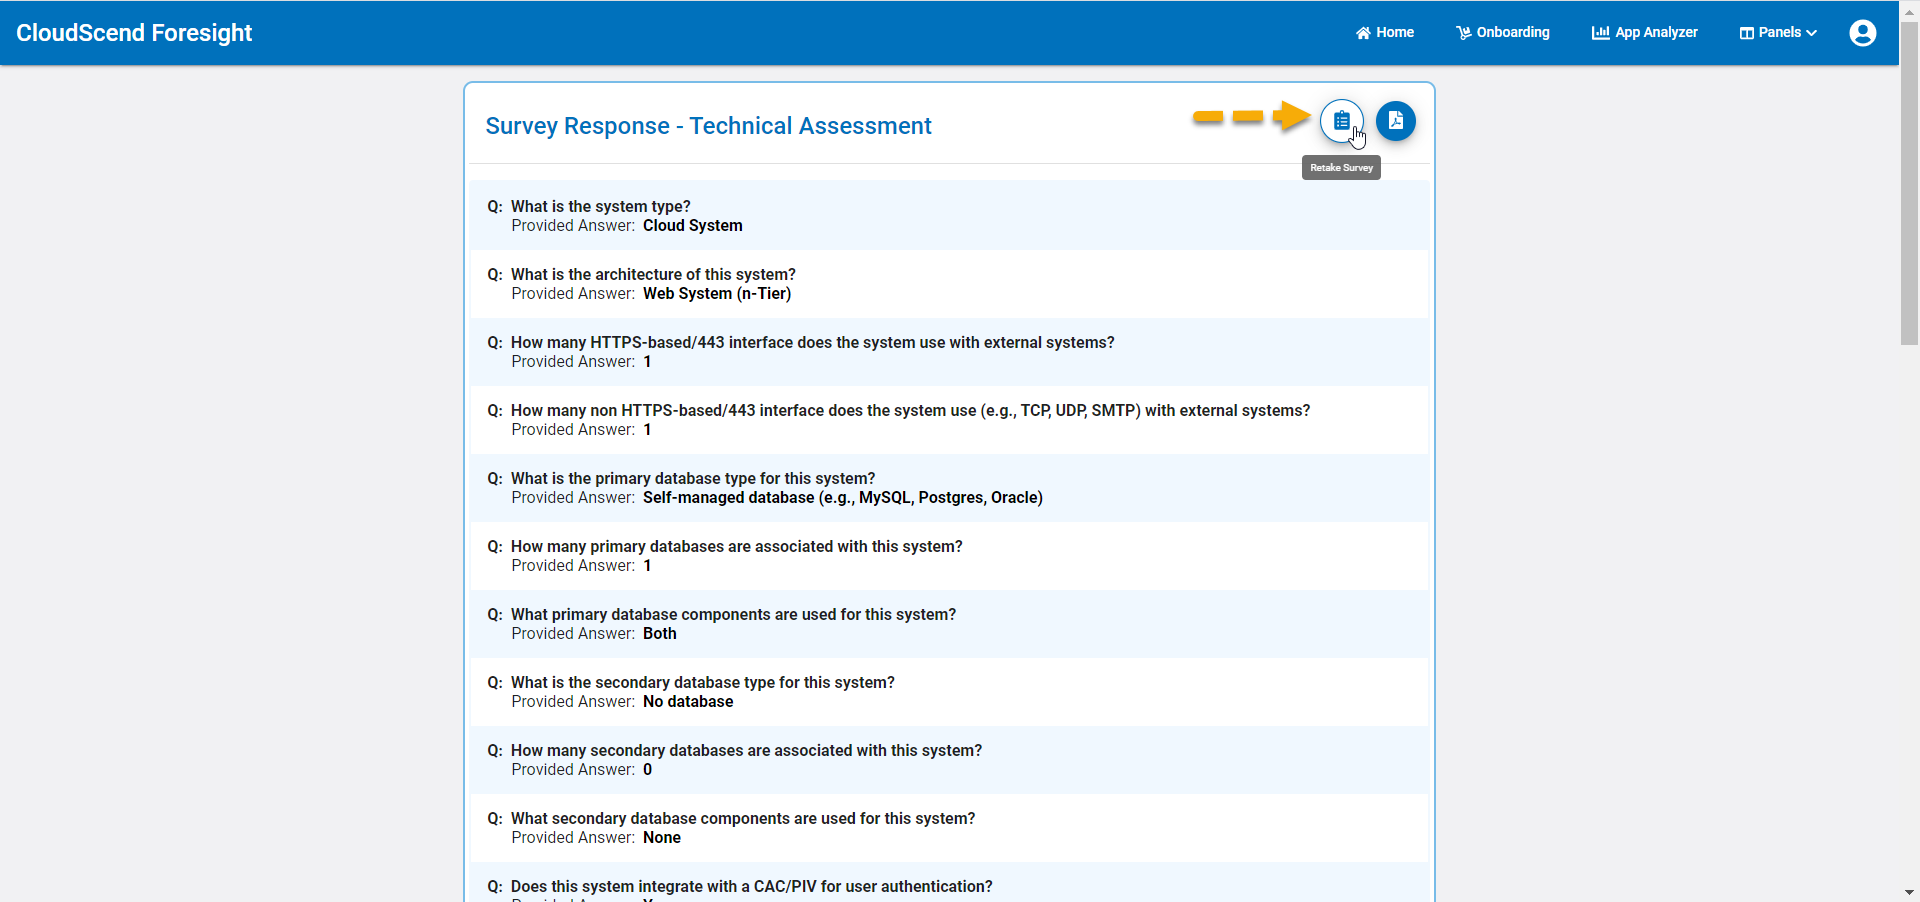 CloudScend Foresight
Home
Onboarding
App Analyzer
Panels
Survey Response - Technical Assessment
Retake Survey
Q: What is the system type?
Provided Answer: Cloud System
Q: What is the architecture of this system?
Provided Answer: Web System (n-Tier)
Q: How many HTTPS-based/443 interface does the system use with external systems?
Provided Answer: 1
Q: How many non HTTPS-based/443 interface does the system use (e.g., TCP, UDP, SMTP) with external systems?
Provided Answer: 1
Q: What is the primary database type for this system?
Provided Answer: Self-managed database (e.g., MySQL, Postgres, Oracle)
Q: How many primary databases are associated with this system?
Provided Answer: 1
Q: What primary database components are used for this system?
Provided Answer: Both
Q: What is the secondary database type for this system?
Provided Answer: No database
Q: How many secondary databases are associated with this system?
Provided Answer: 0
Q: What secondary database components are used for this system?
Provided Answer: None
Q: Does this system integrate with a CAC/PIV for user authentication?